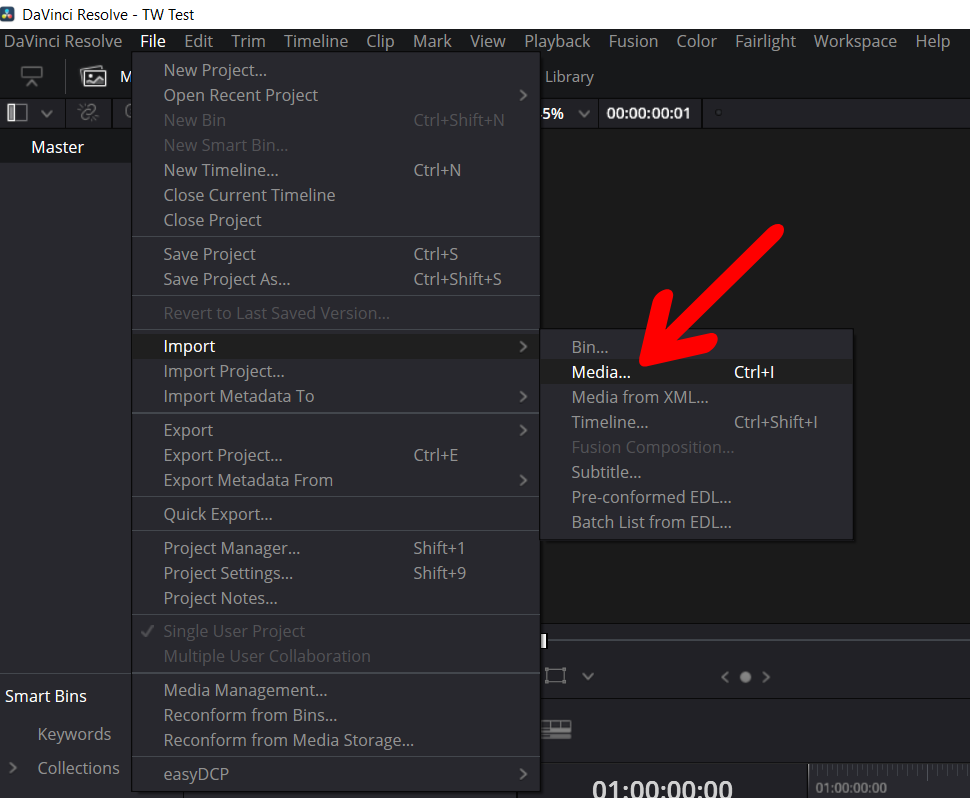 DaVinci Resolve - TW Test
DaVinci Resolve File Edit Trim Timeline Clip Mark View Playback Fusion Color Fairlight Workspace Help
M
Library
5%
00:00:00:01
Master
New Project...
Open Recent Project
New Bin Ctrl+Shift+N
New Smart Bin...
New Timeline... Ctrl+N
Close Current Timeline
Close Project
Save Project Ctrl+S
Save Project As... Ctrl+Shift+S
Revert to Last Saved Version...
Import
Import Project...
Import Metadata To
Export
Export Project... Ctrl+E
Export Metadata From
Quick Export...
Project Manager... Shift+1
Project Settings... Shift+9
Project Notes...
Single User Project
Multiple User Collaboration
Media Management...
Reconform from Bins...
Reconform from Media Storage...
easyDCP
Bin...
Media... Ctrl+I
Media from XML...
Timeline... Ctrl+Shift+I
Fusion Composition...
Subtitle...
Pre-conformed EDL...
Batch List from EDL...
Smart Bins
Keywords
Collections
01:00:00:00
01:00:00:00